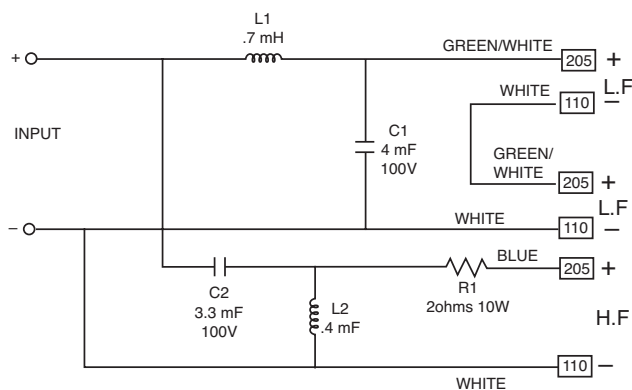 L1
.7 mH
GREEN/WHITE
205 +
L.F
WHITE
110 −
+
INPUT
C1
4 mF
100V
GREEN/
WHITE
205 +
L.F
WHITE
110 −
−
BLUE
205 +
C2
3.3 mF
100V
L2
.4 mF
R1
2ohms 10W
H.F
WHITE
110 −